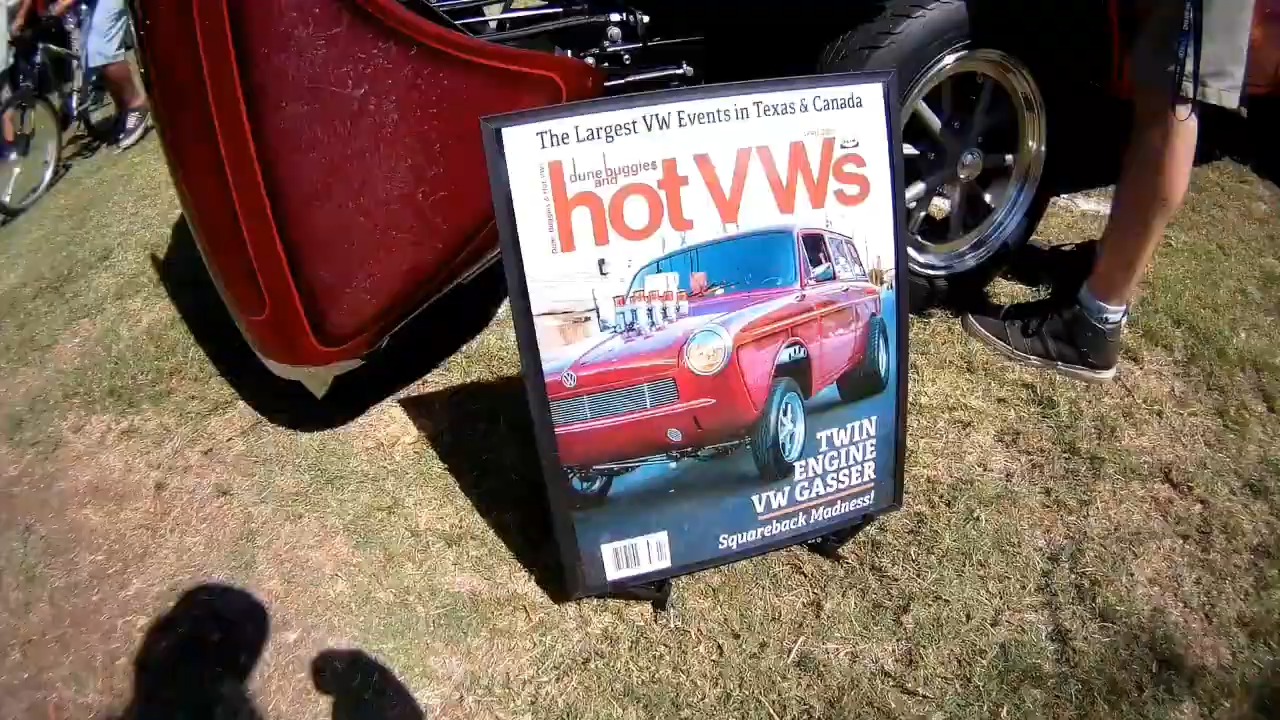 The Largest VW Events in Texas & Canada
dune buggies
and
hot VWs
TWIN
ENGINE
VW GASSER
Squareback Madness!